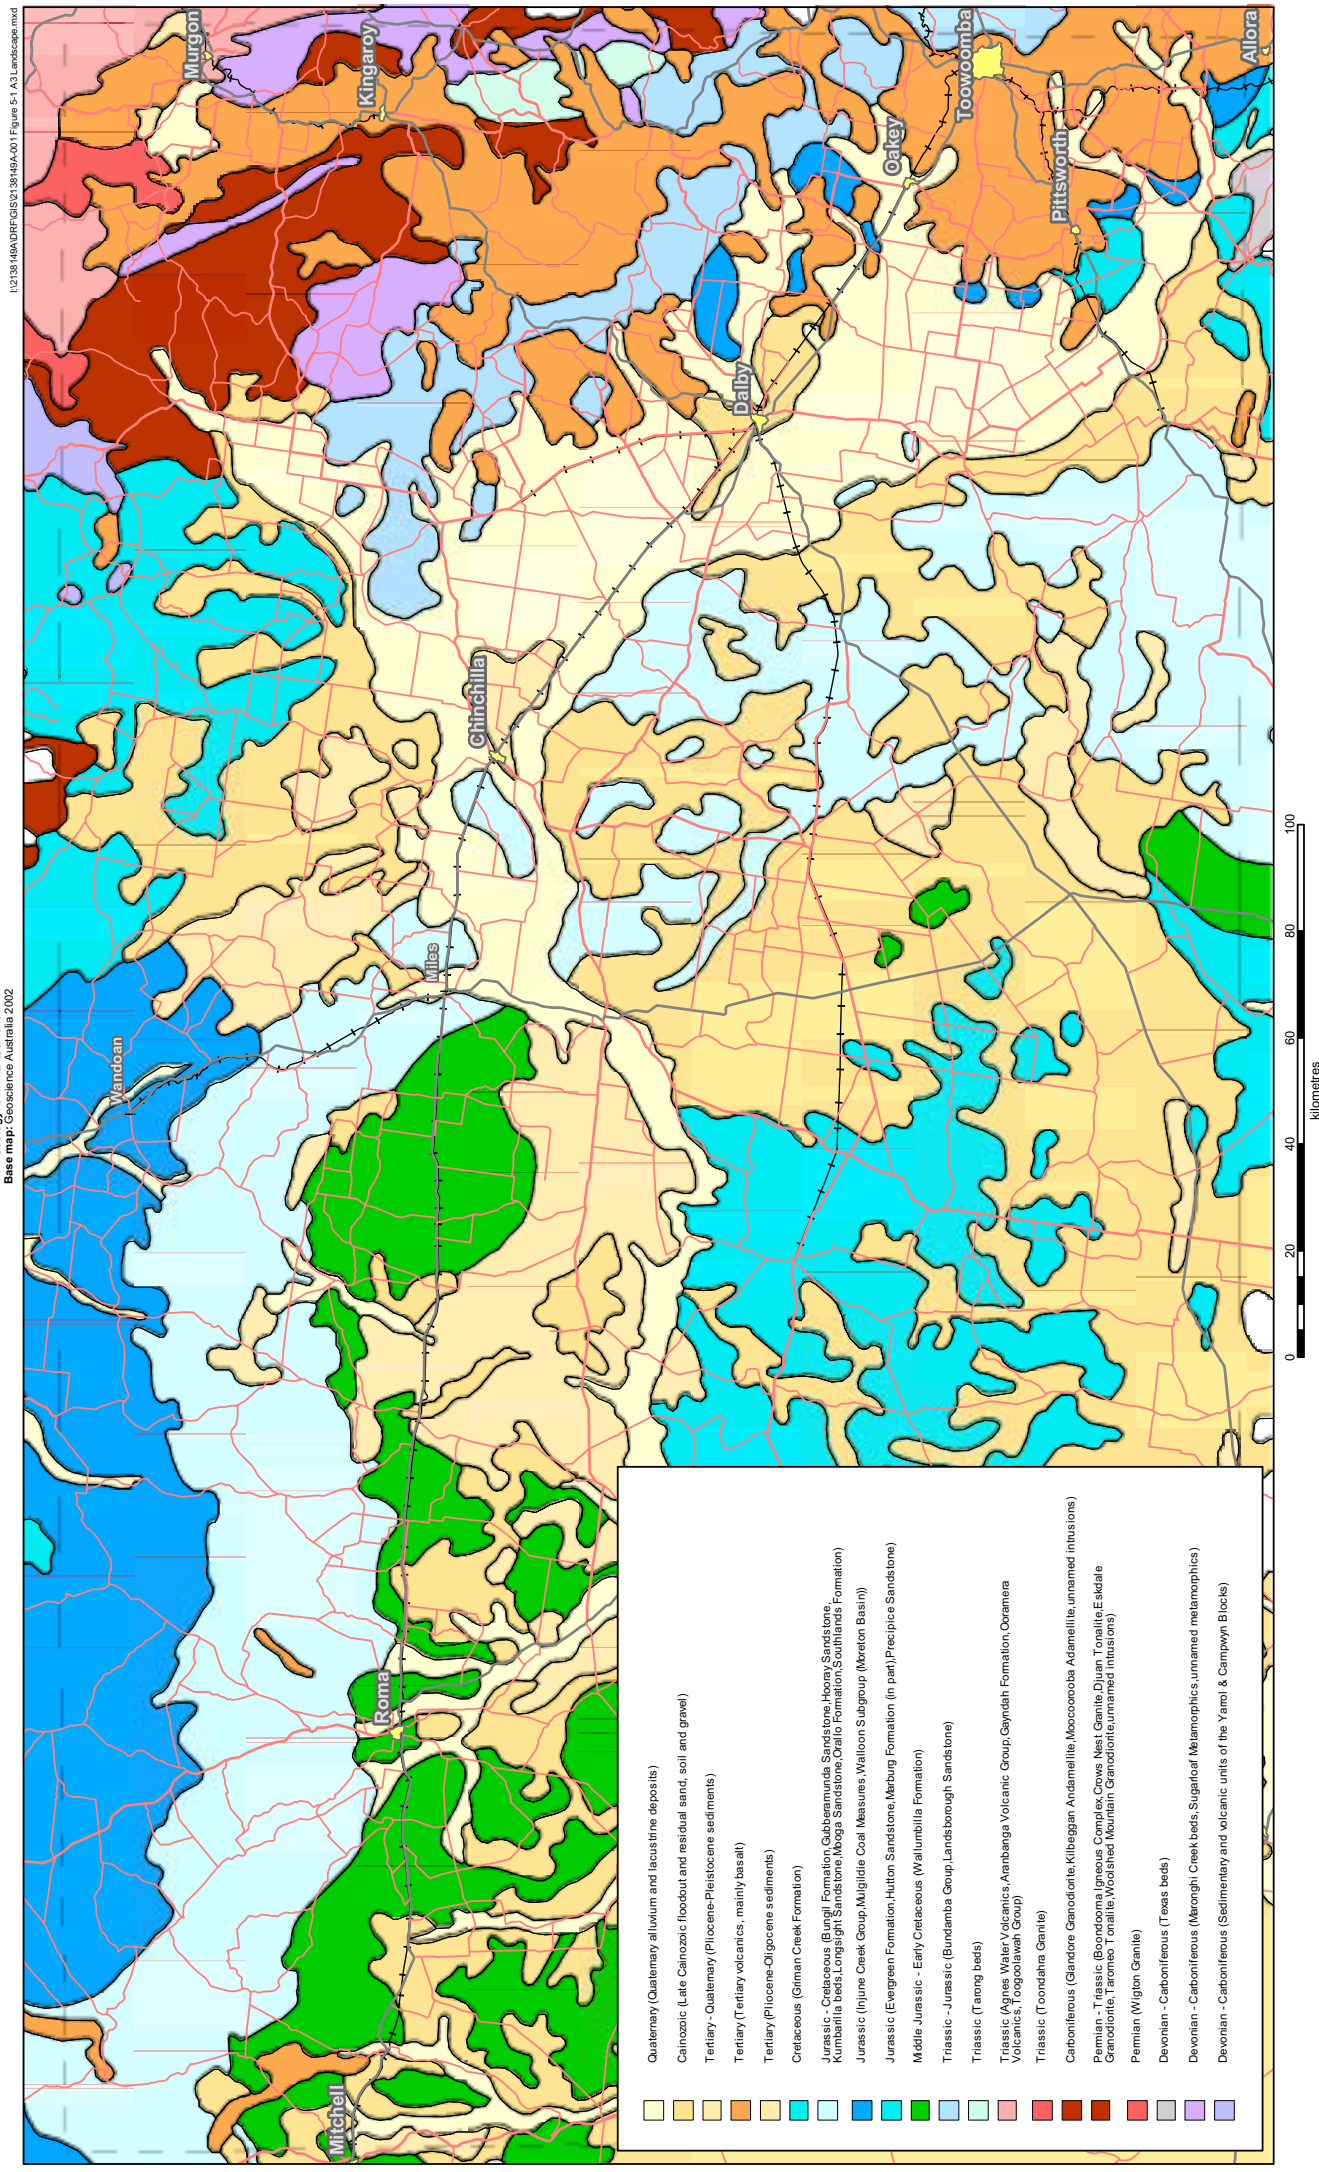 I:\2138149A\DRF\GIS\2138149A-001 Figure 5-1 A3 Landscape.mxd
Base map: Geoscience Australia 2002
Murgon
Kingaroy
Toowoomba
Allora
Oakey
Pittsworth
Dalby
Chinchilla
Miles
Wandoan
Roma
Mitchell
Quaternary (Quaternary alluvium and lacustrine deposits)
Cainozoic (Late Cainozoic floodout and residual sand, soil and gravel)
Tertiary - Quaternary (Pliocene-Pleistocene sediments)
Tertiary (Tertiary volcanics, mainly basalt)
Tertiary (Pliocene-Oligocene sediments)
Cretaceous (Griman Creek Formation)
Jurassic - Cretaceous (Bungil Formation,Gubberamunda Sandstone,Hooray Sandstone,
Kumbarilla beds,Longsight Sandstone,Mooga Sandstone,Orallo Formation,Southlands Formation)
Jurassic (Injune Creek Group,Mulgildie Coal Measures,Walloon Subgroup (Moreton Basin))
Jurassic (Evergreen Formation,Hutton Sandstone,Marburg Formation (in part),Precipice Sandstone)
Middle Jurassic - Early Cretaceous (Wallumbilla Formation)
Triassic - Jurassic (Bundamba Group,Landsborough Sandstone)
Triassic (Tarong beds)
Triassic (Agnes Water Volcanics,Aranbanga Volcanic Group,Gayndah Formation,Ooramera
Volcanics,Toogoolawah Group)
Triassic (Toondahra Granite)
Carboniferous (Glandore Granodiorite,Kilbeggan Andamellite,Moocorooba Adamellite,unnamed intrusions)
Permian - Triassic (Boondooma Igneous Complex,Crows Nest Granite,Djuan Tonalite,Eskdale
Granodiorite,Taromeo Tonalite,Woolshed Mountain Granodiorite,unnamed intrusions)
Permian (Wigton Granite)
Devonian - Carboniferous (Texas beds)
Devonian - Carboniferous (Maronghi Creek beds,Sugarloaf Metamorphics,unnamed metamorphics)
Devonian - Carboniferous (Sedimentary and volcanic units of the Yarrol & Campwyn Blocks)
0 20 40 60 80 100
kilometres